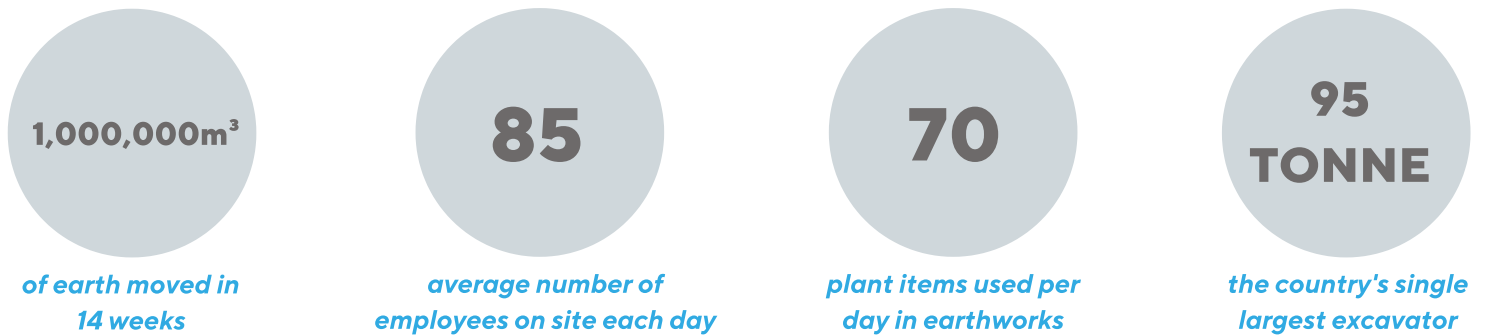 1,000,000m³
of earth moved in
14 weeks
85
average number of
employees on site each day
70
plant items used per
day in earthworks
95
TONNE
the country's single
largest excavator